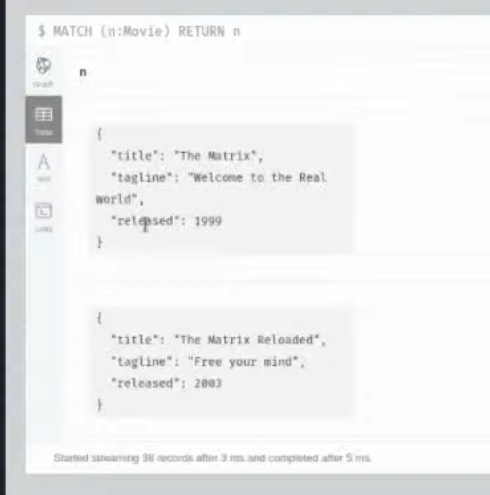 $ MATCH (n:Movie) RETURN n
Graph
n
Table
{
"title": "The Matrix",
"tagline": "Welcome to the Real
World",
"released": 1999
}
A
Text
Code
{
"title": "The Matrix Reloaded",
"tagline": "Free your mind",
"released": 2003
}
Started streaming 38 records after 3 ms and completed after 5 ms.